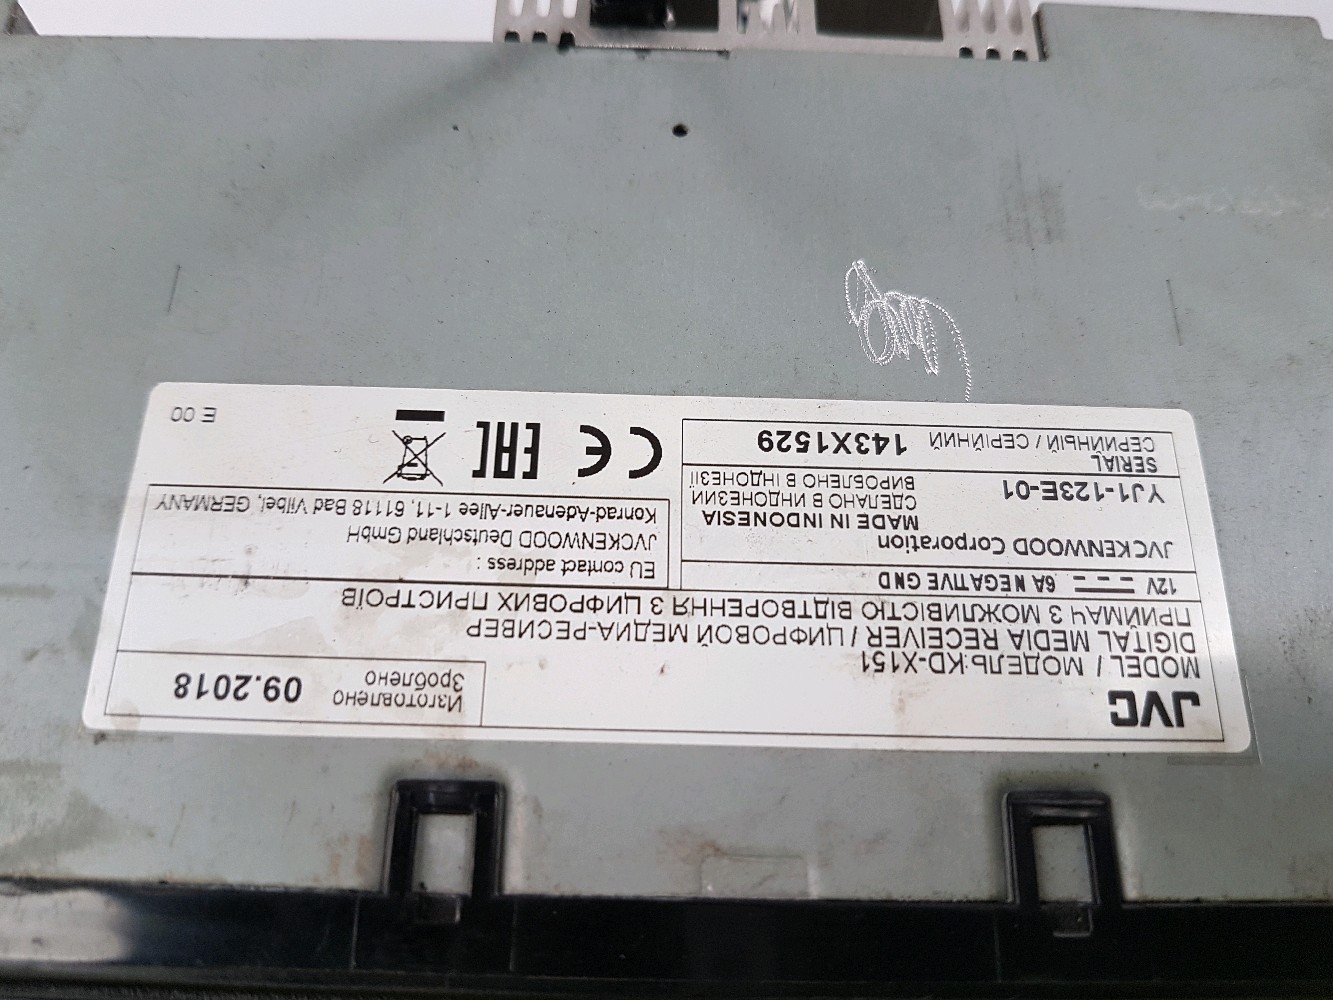 JVC
Изготовлено
Зроблено
09.2018
MODEL / МОДЕЛЬ:KD-X151
DIGITAL MEDIA RECEIVER / ЦИФРОВОЙ МЕДИА-РЕСИВЕР
ПРИЙМАЧ З МОЖЛИВІСТЮ ВІДТВОРЕННЯ З ЦИФРОВИХ ПРИСТРОЇВ
12V 6A NEGATIVE GND
JVCKENWOOD Corporation
MADE IN INDONESIA
YJ1-123E-01
СДЕЛАНО В ИНДОНЕЗИИ
ВИРОБЛЕНО В ІНДОНЕЗІЇ
SERIAL
СЕРИЙНЫЙ / СЕРІЙНИЙ 143X1529
EU contact address :
JVCKENWOOD Deutschland GmbH
Konrad-Adenauer-Allee 1-11, 61118 Bad Vilbel, GERMANY
CE EAC
E 00